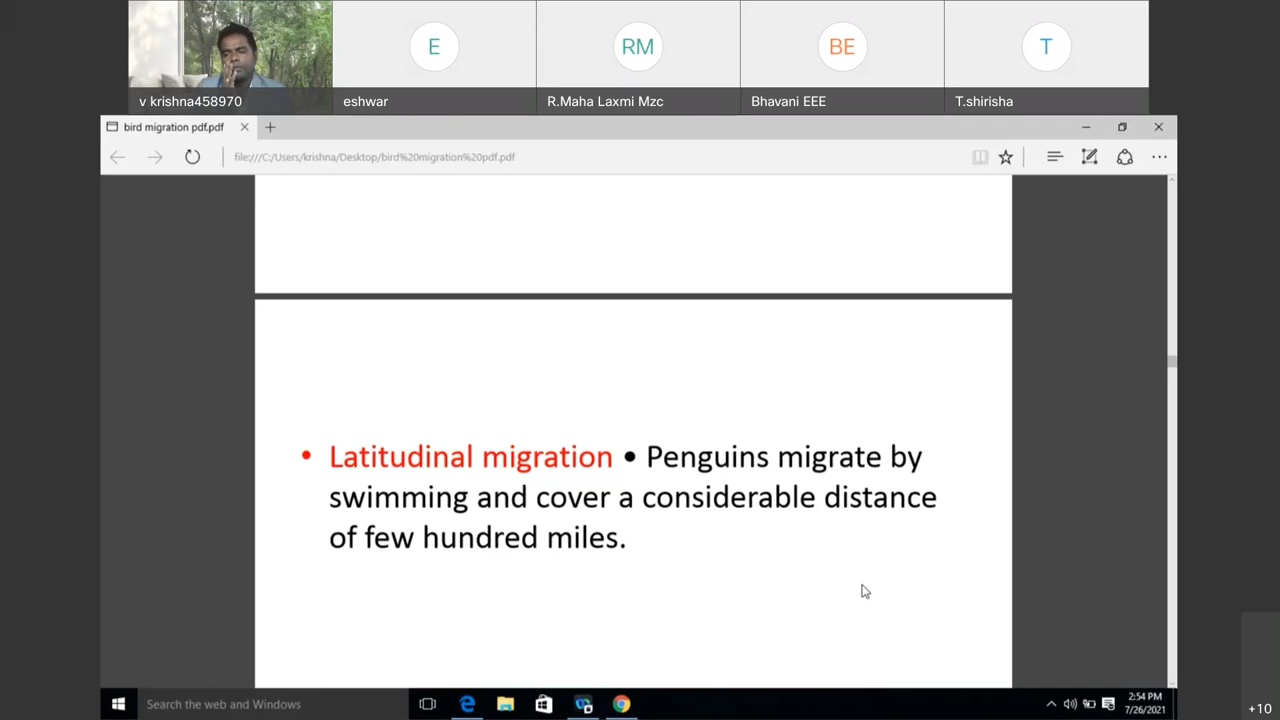 E
RM
BE
T
v krishna458970
eshwar
R.Maha Laxmi Mzc
Bhavani EEE
T.shirisha
bird migration pdf.pdf
file:///C:/Users/krishna/Desktop/bird%20migration%20pdf.pdf
• Latitudinal migration • Penguins migrate by
swimming and cover a considerable distance
of few hundred miles.
Search the web and Windows
2:54 PM
7/26/2021
+10